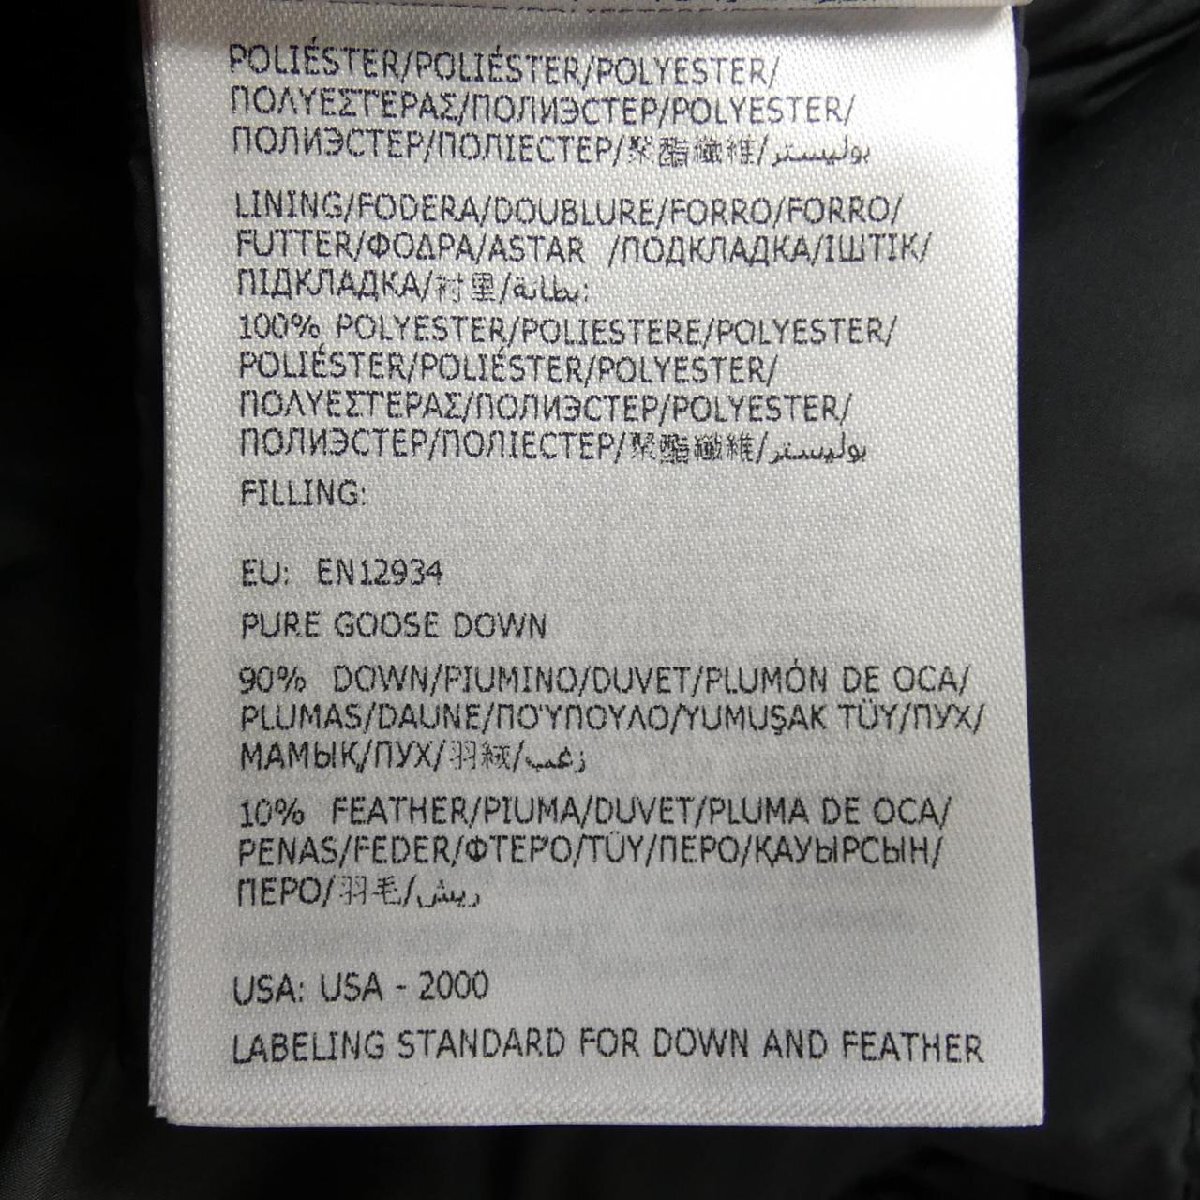 POLIÉSTER/POLIÉSTER/POLYESTER/
ΠΟΛΥΕΣΤΕΡΑΣ/ПОЛИЭСТЕР/POLYESTER/
ПОЛИЭСТЕР/ПОЛІЕСТЕР/聚酯纖維/بوليستر
LINING/FODERA/DOUBLURE/FORRO/FORRO/
FUTTER/ΦΟΔΡΑ/ASTAR /ПОДКЛАДКА/ІШТІК/
ПІДКЛАДКА/衬里/بطانة:
100% POLYESTER/POLIESTERE/POLYESTER/
POLIÉSTER/POLIÉSTER/POLYESTER/
ΠΟΛΥΕΣΤΕΡΑΣ/ПОЛИЭСТЕР/POLYESTER/
ПОЛИЭСТЕР/ПОЛІЕСТЕР/聚酯纖維/بوليستر
FILLING:
EU: EN12934
PURE GOOSE DOWN
90% DOWN/PIUMINO/DUVET/PLUMÓN DE OCA/
PLUMAS/DAUNE/ΠΟΎΠΟΥΛΟ/YUMUŞAK TÜY/ПУХ/
МАМЫҚ/ПУХ/羽絨/زغب
10% FEATHER/PIUMA/DUVET/PLUMA DE OCA/
PENAS/FEDER/ΦΤΕΡΌ/TÜY/ПЕРО/ҚАУЫРСЫН/
ПЕРО/羽毛/ريش
USA: USA - 2000
LABELING STANDARD FOR DOWN AND FEATHER